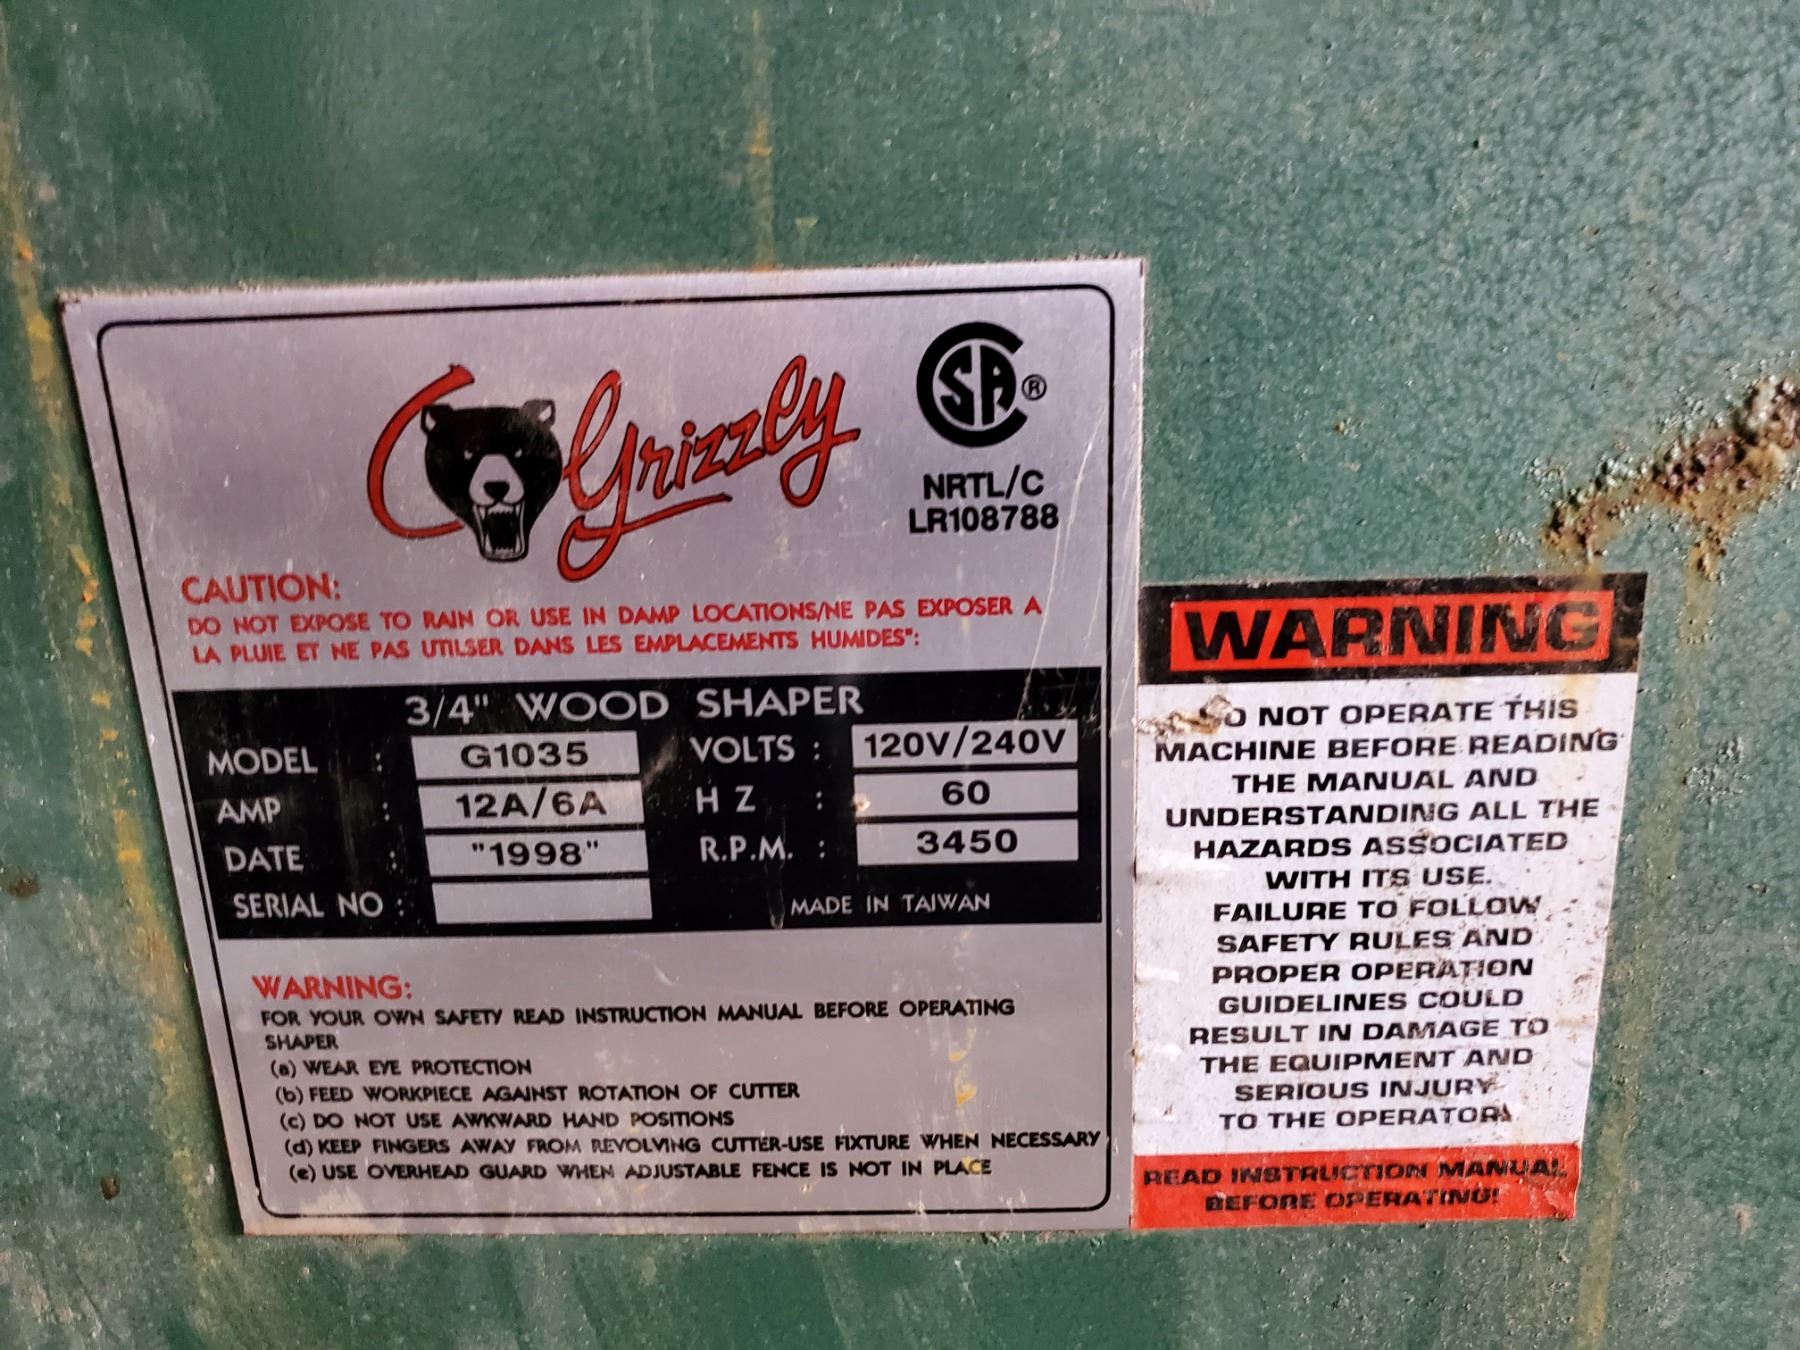 Grizzly
CSA®
NRTL/C
LR108788
CAUTION:
DO NOT EXPOSE TO RAIN OR USE IN DAMP LOCATIONS/NE PAS EXPOSER A
LA PLUIE ET NE PAS UTILSER DANS LES EMPLACEMENTS HUMIDES":
3/4" WOOD SHAPER
MODEL : G1035 VOLTS : 120V/240V
AMP : 12A/6A HZ : 60
DATE : "1998" R.P.M. : 3450
SERIAL NO : MADE IN TAIWAN
WARNING:
FOR YOUR OWN SAFETY READ INSTRUCTION MANUAL BEFORE OPERATING
SHAPER
(a) WEAR EYE PROTECTION
(b) FEED WORKPIECE AGAINST ROTATION OF CUTTER
(c) DO NOT USE AWKWARD HAND POSITIONS
(d) KEEP FINGERS AWAY FROM REVOLVING CUTTER-USE FIXTURE WHEN NECESSARY
(e) USE OVERHEAD GUARD WHEN ADJUSTABLE FENCE IS NOT IN PLACE
WARNING
DO NOT OPERATE THIS
MACHINE BEFORE READING
THE MANUAL AND
UNDERSTANDING ALL THE
HAZARDS ASSOCIATED
WITH ITS USE.
FAILURE TO FOLLOW
SAFETY RULES AND
PROPER OPERATION
GUIDELINES COULD
RESULT IN DAMAGE TO
THE EQUIPMENT AND
SERIOUS INJURY
TO THE OPERATOR!
READ INSTRUCTION MANUAL
BEFORE OPERATING!